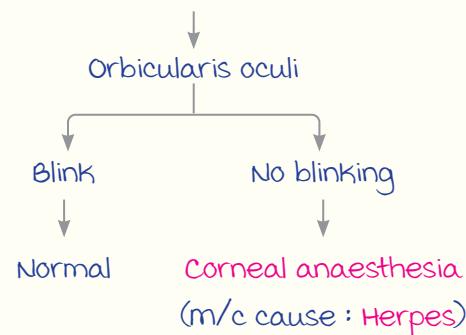 Orbicularis oculi
Blink No blinking
Normal Corneal anaesthesia
(m/c cause : Herpes)